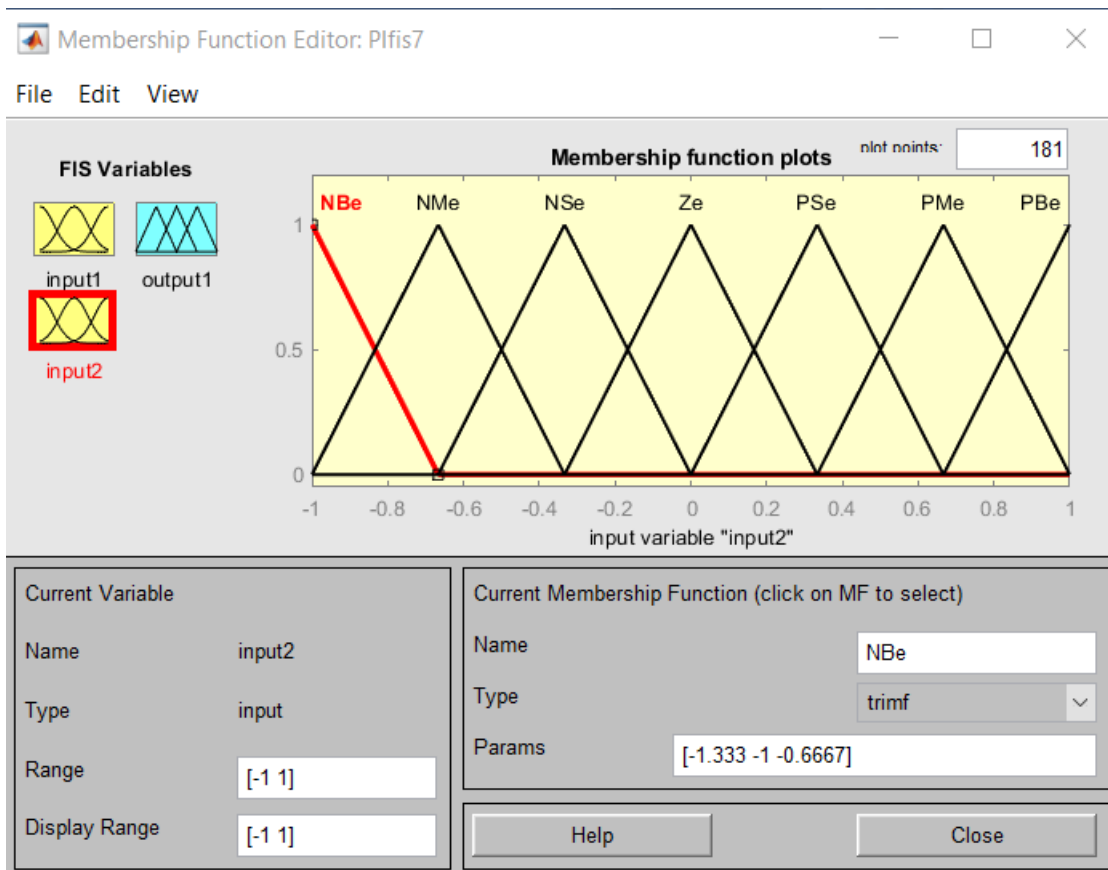 Membership Function Editor: PIfis7
File Edit View
FIS Variables
input1 output1
input2
Membership function plots
plot points: 181
NBe NMe NSe Ze PSe PMe PBe
1
0.5
0
-1 -0.8 -0.6 -0.4 -0.2 0 0.2 0.4 0.6 0.8 1
input variable "input2"
Current Variable
Name input2
Type input
Range [-1 1]
Display Range [-1 1]
Current Membership Function (click on MF to select)
Name NBe
Type trimf
Params [-1.333 -1 -0.6667]
Help Close